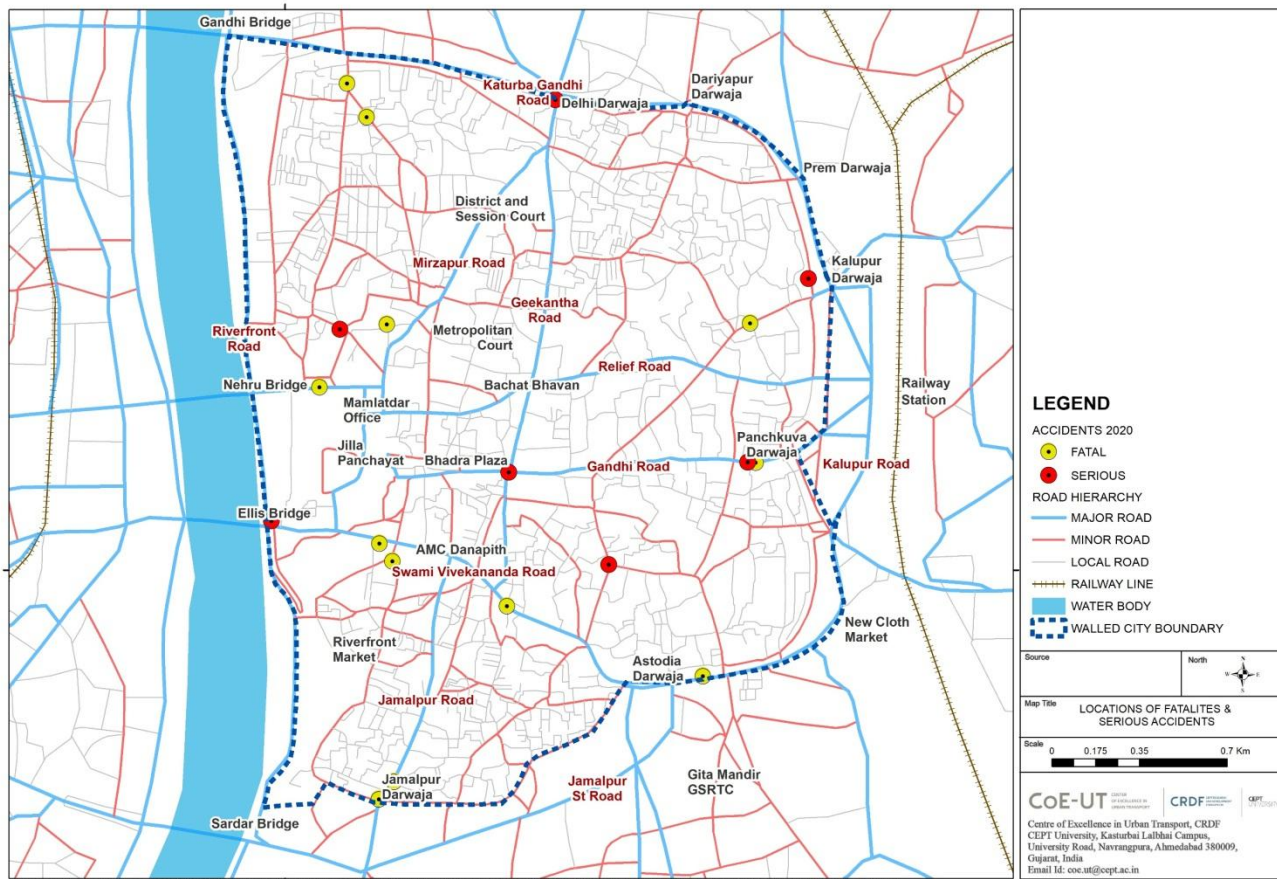 Gandhi Bridge
Katurba Gandhi
Road
Delhi Darwaja
Dariyapur
Darwaja
Prem Darwaja
District and
Session Court
Mirzapur Road
Kalupur
Darwaja
Geekantha
Road
Riverfront
Road
Metropolitan
Court
Relief Road
Nehru Bridge
Bachat Bhavan
Railway
Station
Mamlatdar
Office
Jilla
Panchayat
Bhadra Plaza
Gandhi Road
Panchkuva
Darwaja
Kalupur Road
Ellis Bridge
AMC Danapith
Swami Vivekananda Road
Riverfront
Market
New Cloth
Market
Astodia
Darwaja
Jamalpur Road
Jamalpur
Darwaja
Jamalpur
St Road
Gita Mandir
GSRTC
Sardar Bridge
LEGEND
ACCIDENTS 2020
FATAL
SERIOUS
ROAD HIERARCHY
MAJOR ROAD
MINOR ROAD
LOCAL ROAD
RAILWAY LINE
WATER BODY
WALLED CITY BOUNDARY
Source
North
N
W
E
S
Map Title
LOCATIONS OF FATALITES &
SERIOUS ACCIDENTS
Scale
0 0.175 0.35 0.7 Km
CoE-UT
CENTRE OF
EXCELLENCE IN
URBAN TRANSPORT
CRDF
CEPT
Centre of Excellence in Urban Transport, CRDF
CEPT University, Kasturbai Lalbhai Campus,
University Road, Navrangpura, Ahmedabad 380009,
Gujarat, India
Email Id: coe.ut@cept.ac.in